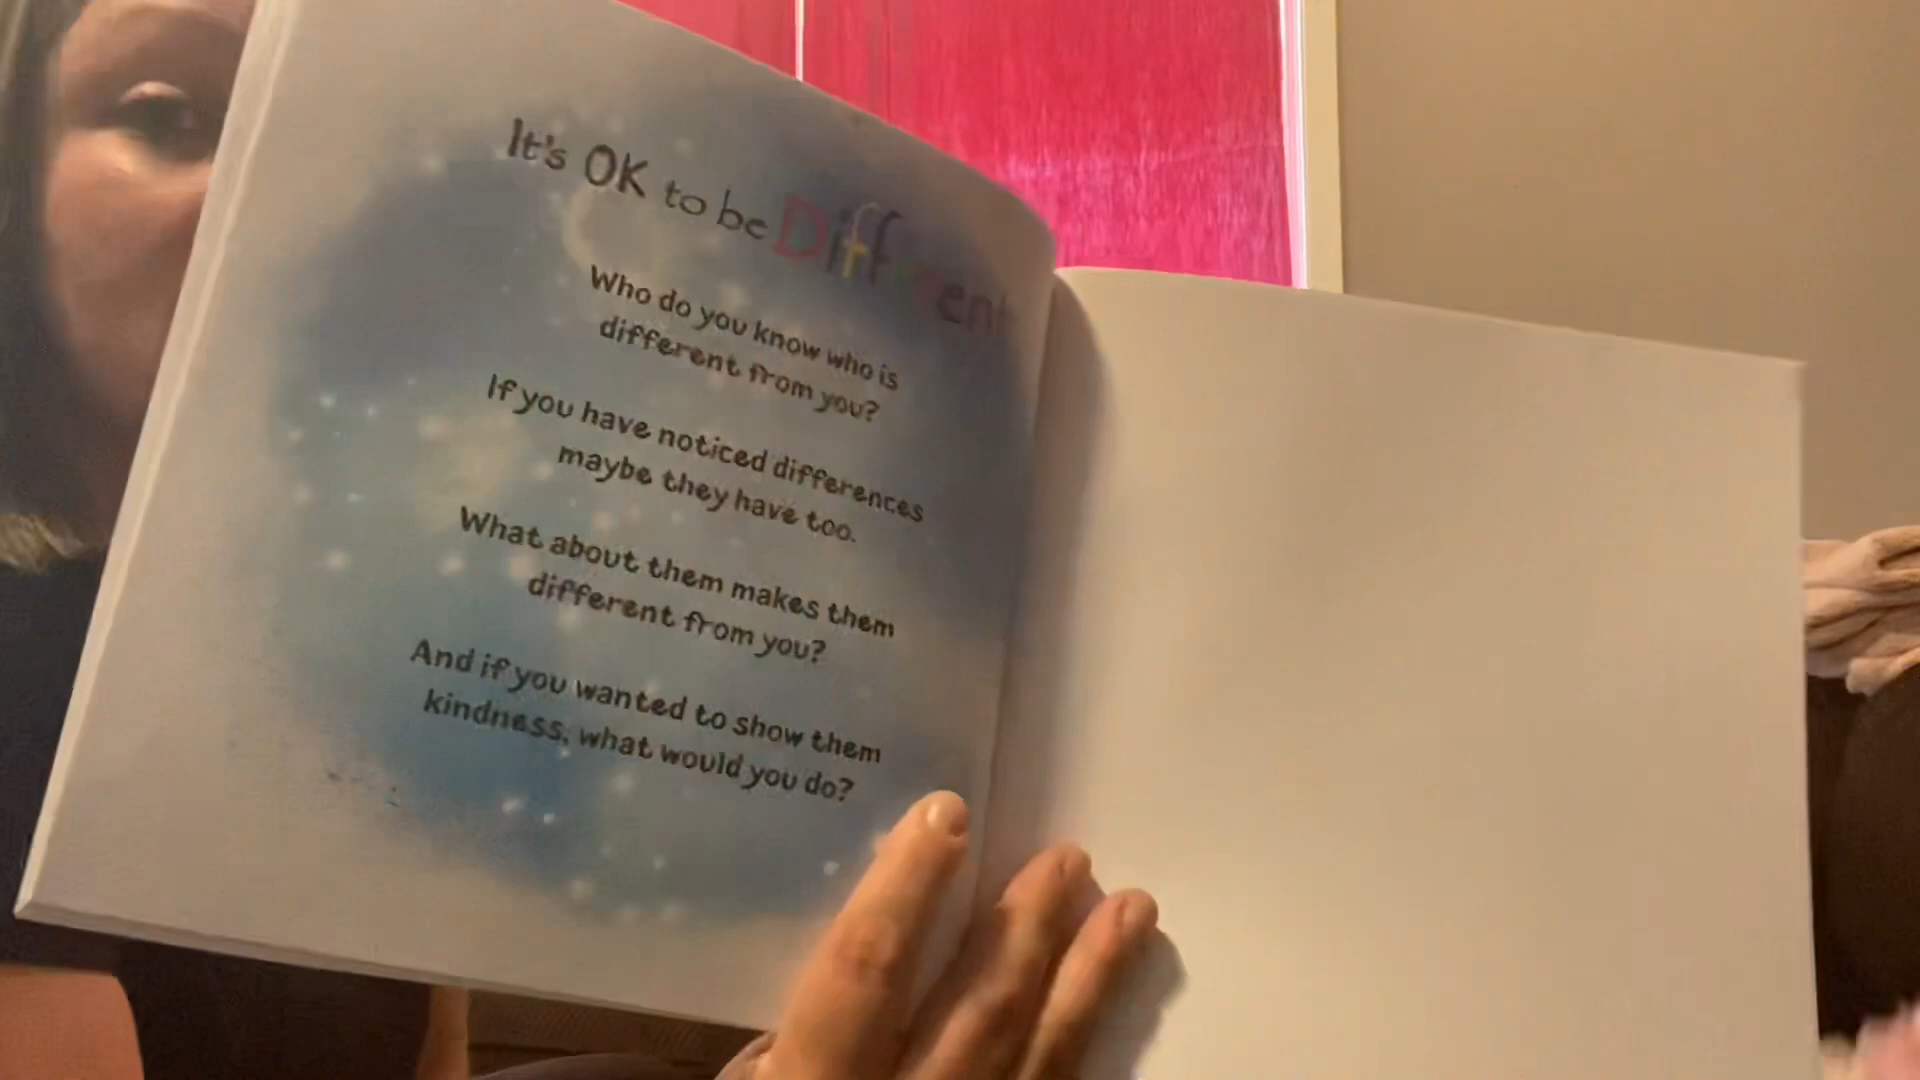 It's OK to be Different
Who do you know who is
different from you?
If you have noticed differences
maybe they have too.
What about them makes them
different from you?
And if you wanted to show them
kindness, what would you do?